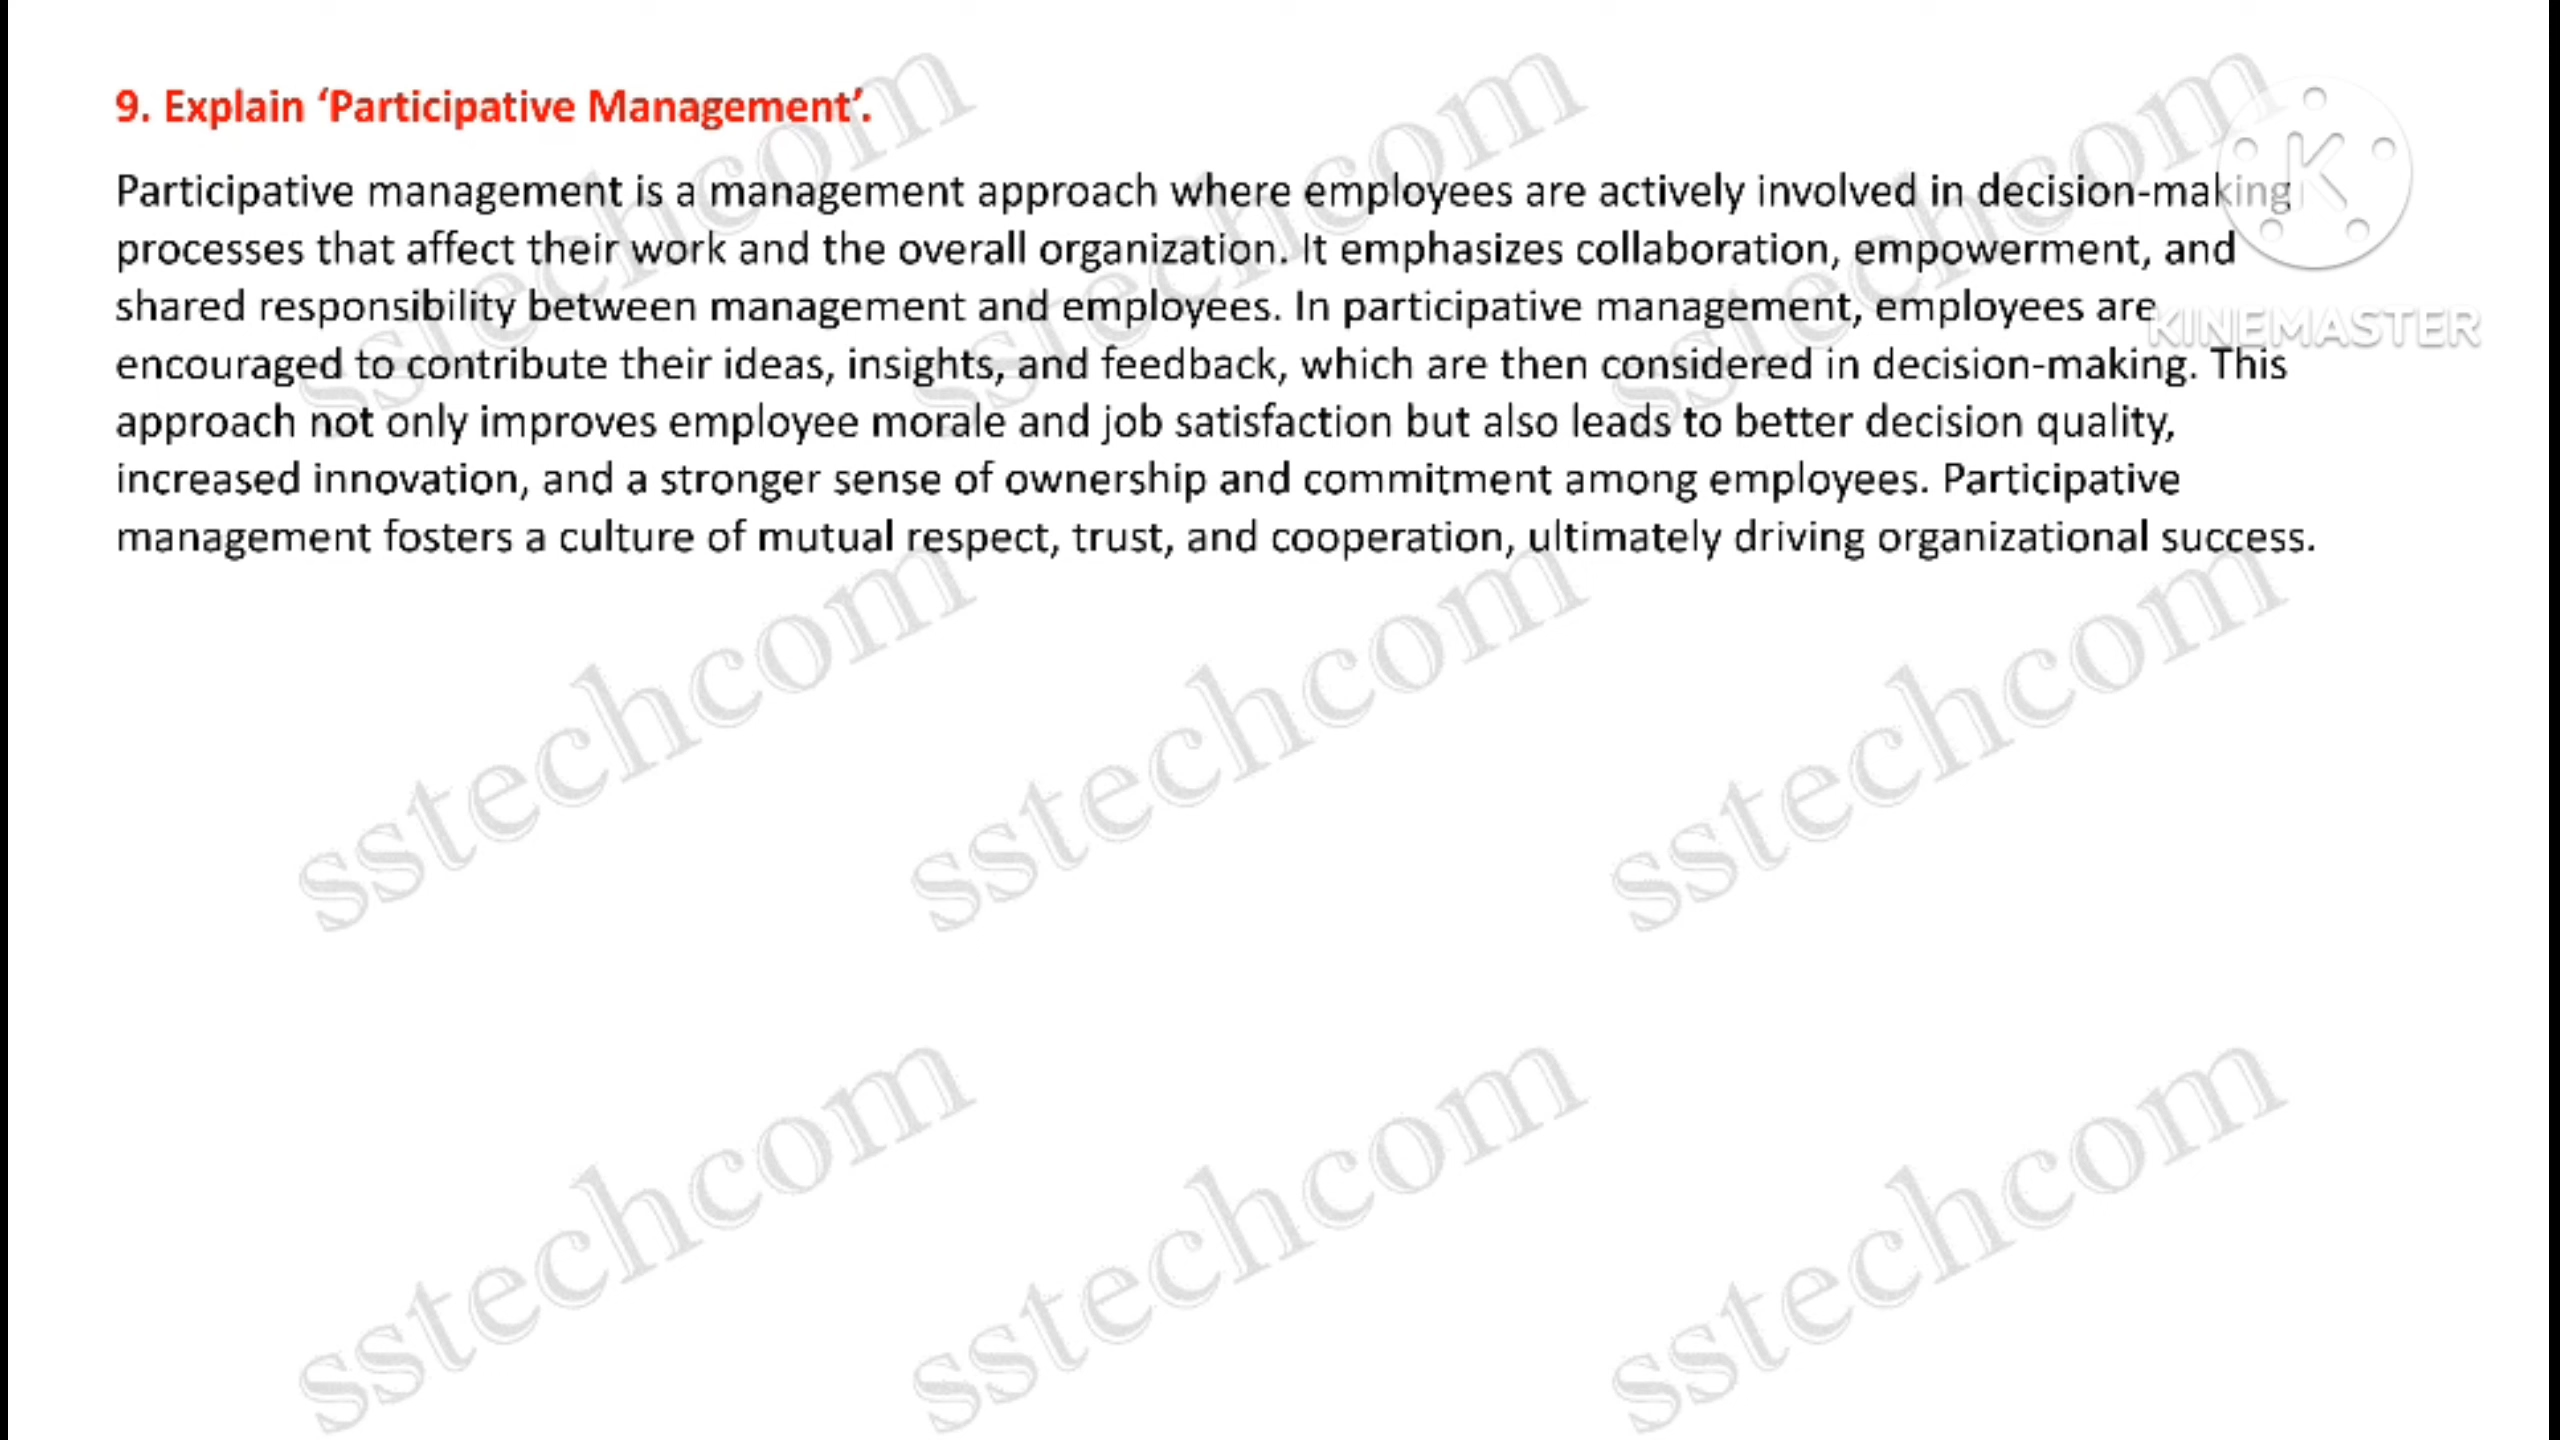 9. Explain ‘Participative Management’.
Participative management is a management approach where employees are actively involved in decision-making
processes that affect their work and the overall organization. It emphasizes collaboration, empowerment, and
shared responsibility between management and employees. In participative management, employees are
encouraged to contribute their ideas, insights, and feedback, which are then considered in decision-making. This
approach not only improves employee morale and job satisfaction but also leads to better decision quality,
increased innovation, and a stronger sense of ownership and commitment among employees. Participative
management fosters a culture of mutual respect, trust, and cooperation, ultimately driving organizational success.
K
KINEMASTER
sstechcom
sstechcom
sstechcom
sstechcom
sstechcom
sstechcom
sstechcom
sstechcom
sstechcom